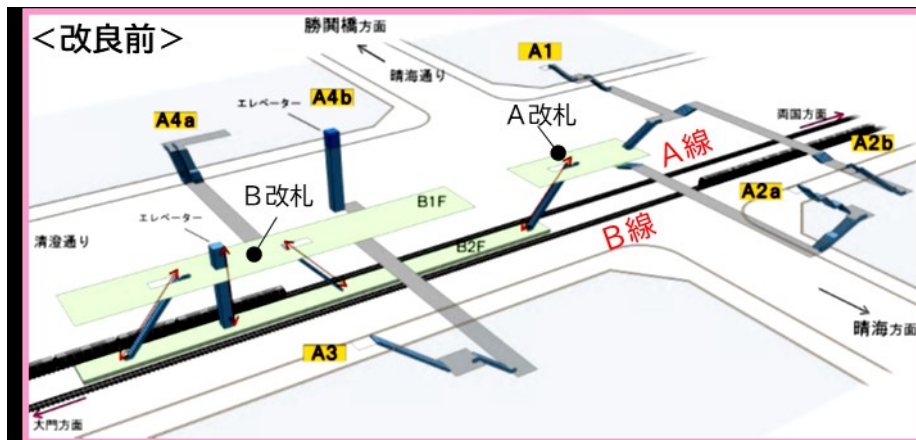 <改良前>
勝鬨橋方面
晴海通り
A1
A4a
エレベーター
A4b
A改札
A線
両国方面
A2b
A2a
B改札
B1F
エレベーター
清澄通り
B2F
B線
A3
晴海方面
大門方面